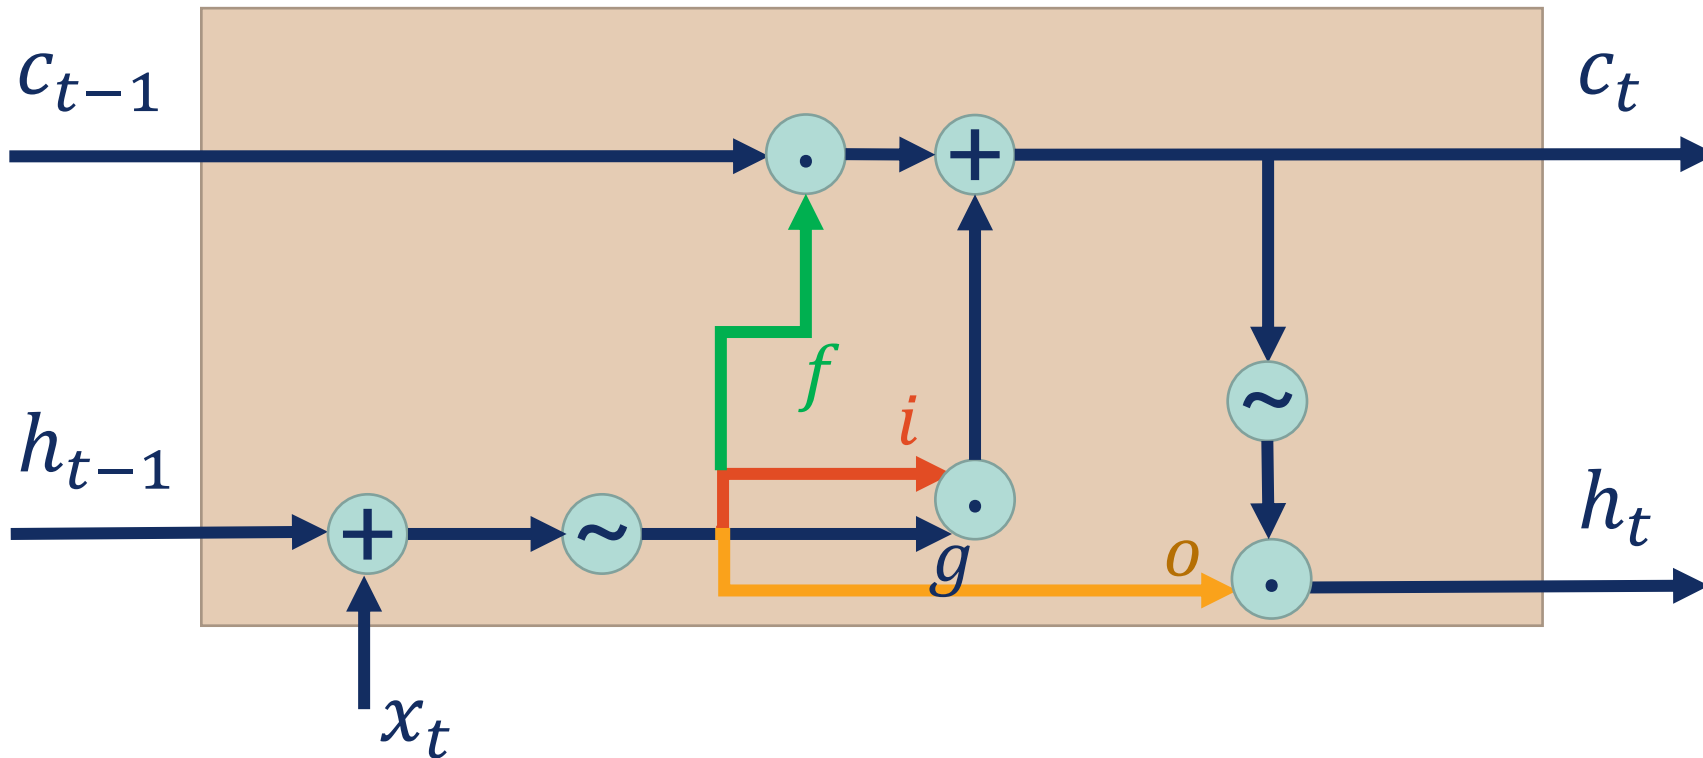 c_{t-1}
c_t
. +
f
i
~
h_{t-1}
+ ~ .
g
o
.
h_t
x_t